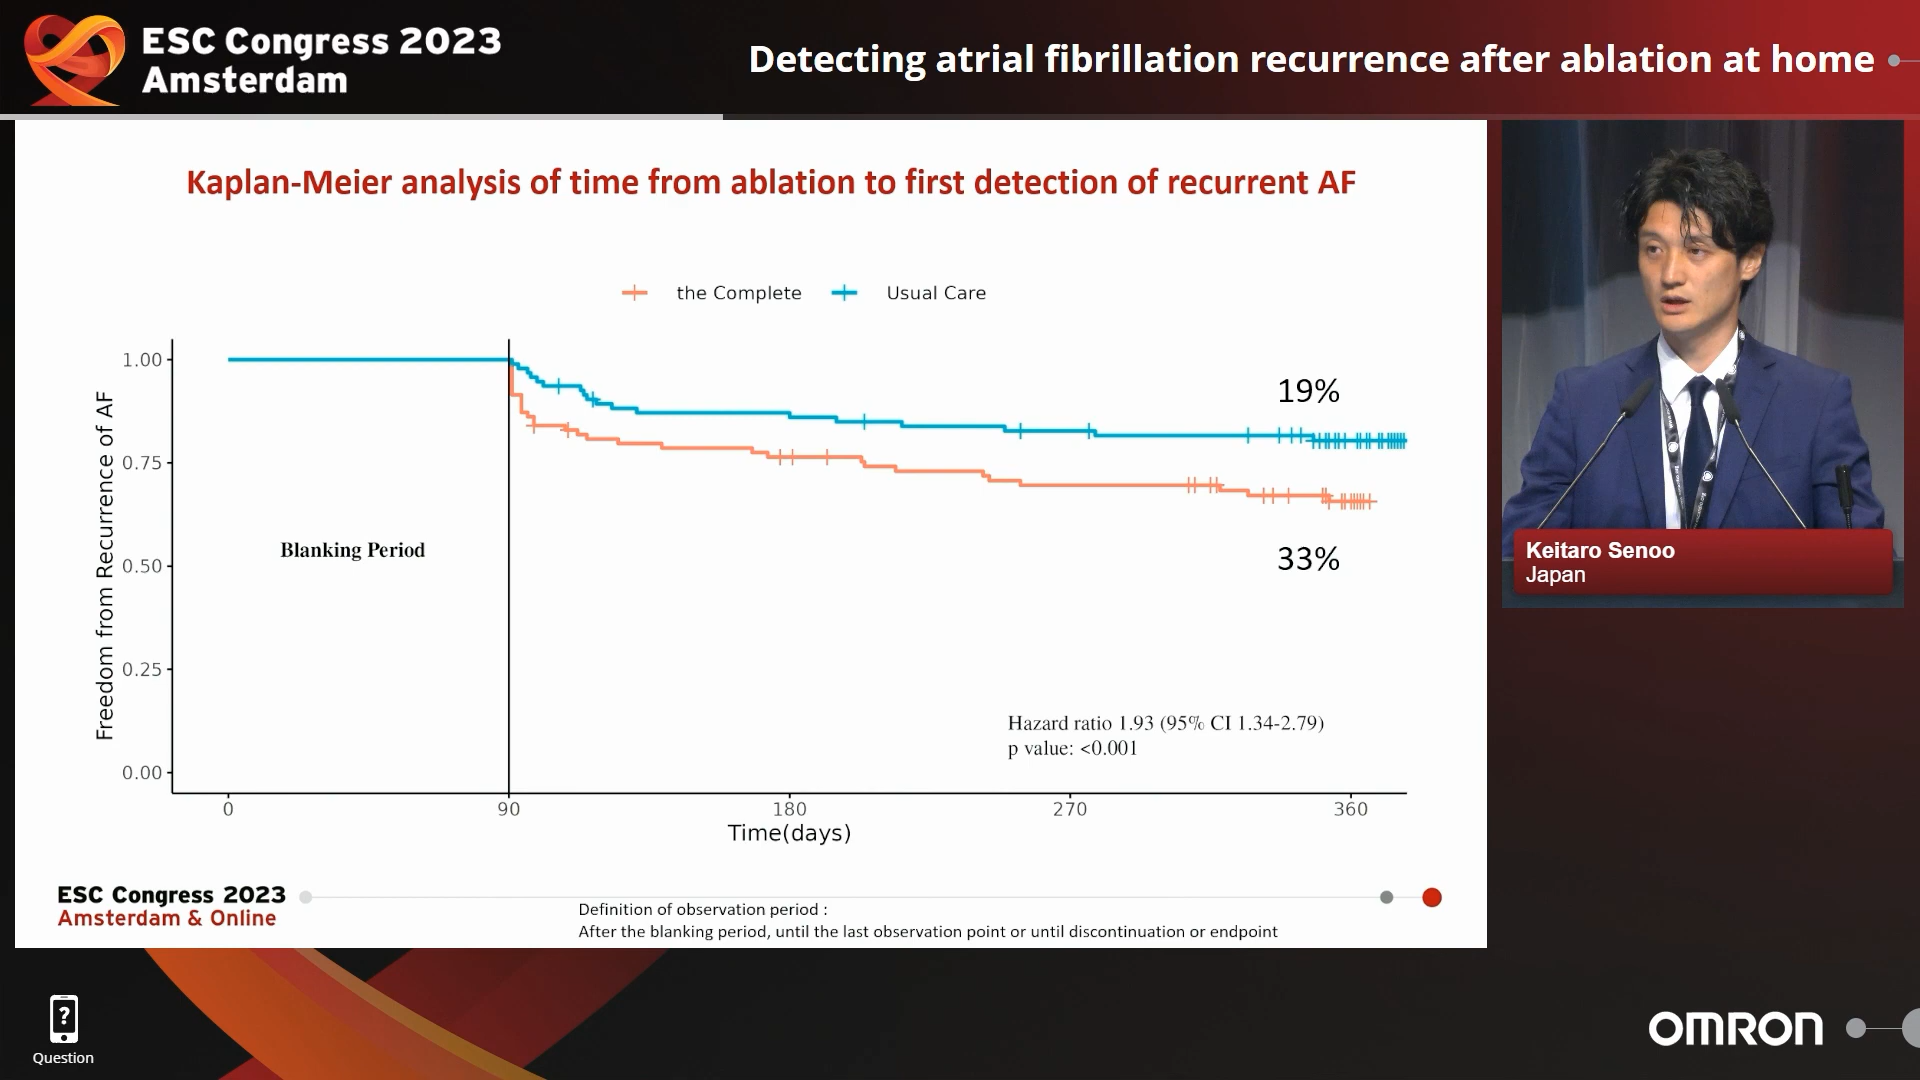 ESC Congress 2023
Amsterdam
Detecting atrial fibrillation recurrence after ablation at home
Kaplan-Meier analysis of time from ablation to first detection of recurrent AF
the Complete
Usual Care
1.00
0.75
0.50
0.25
0.00
Freedom from Recurrence of AF
19%
33%
Blanking Period
Hazard ratio 1.93 (95% CI 1.34-2.79)
p value: <0.001
0 90 180 270 360
Time(days)
ESC Congress 2023
Amsterdam & Online
Definition of observation period :
After the blanking period, until the last observation point or until discontinuation or endpoint
Keitaro Senoo
Japan
?
Question
OMRON